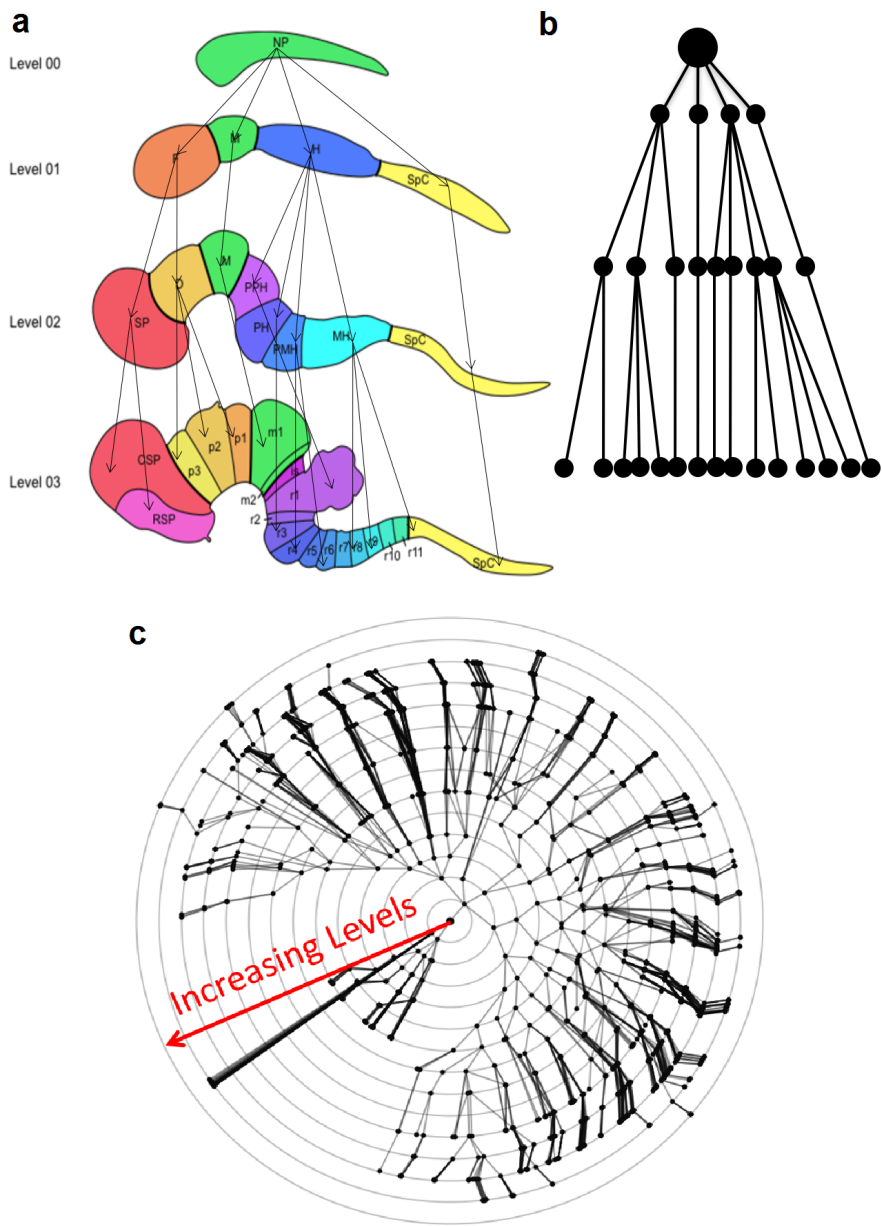 a
b
NP
Level 00
F
M
H
Level 01
SpC
D
M
PPH
SP
PH
PMH
MH
SpC
Level 02
CSP
p3
p2
p1
m1
Level 03
RSP
m2
r1
r2
r3
r4
r5
r6
r7
r8
r9
r10
r11
SpC
c
Increasing Levels